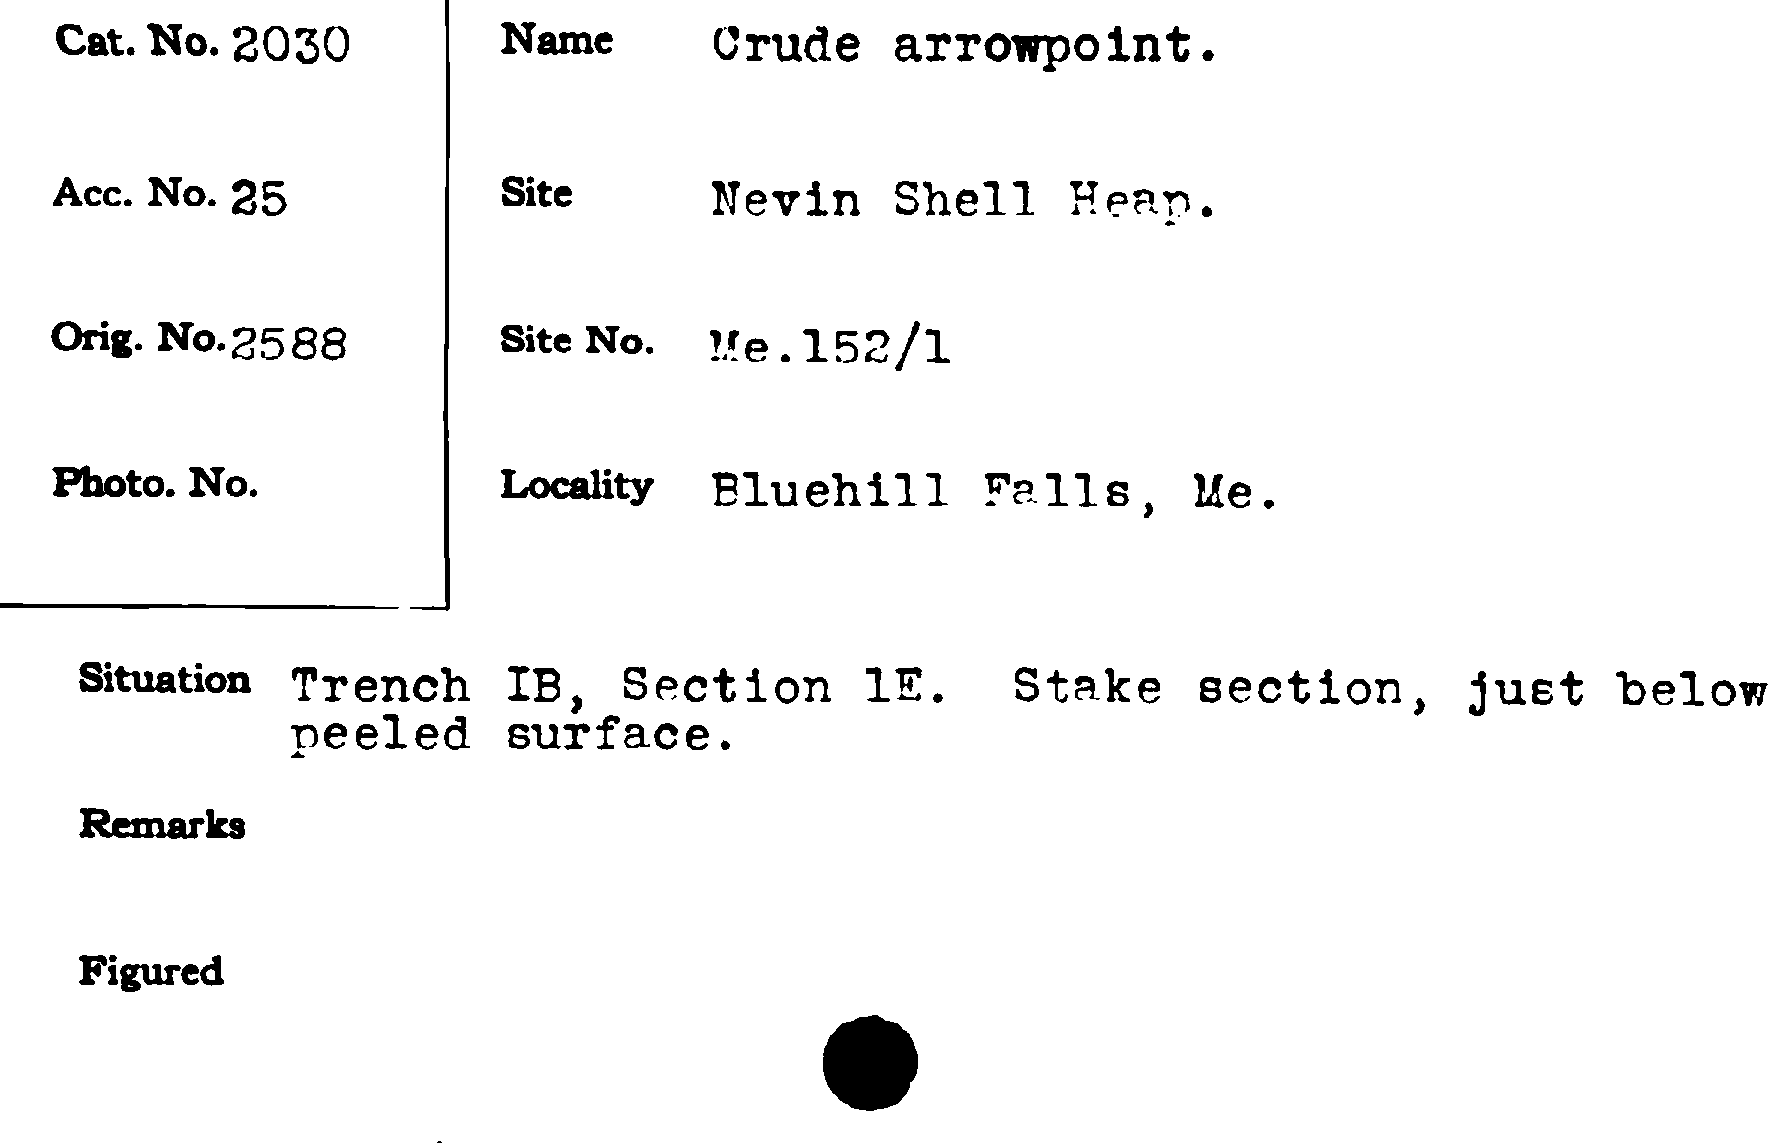 Cat. No. 2030
Name Crude arrowpoint.
Acc. No. 25
Site Nevin Shell Heap.
Orig. No. 2588
Site No. Me.152/1
Photo. No.
Locality Bluehill Falls, Me.
Situation Trench IB, Section 1E. Stake section, just below
peeled surface.
Remarks
Figured